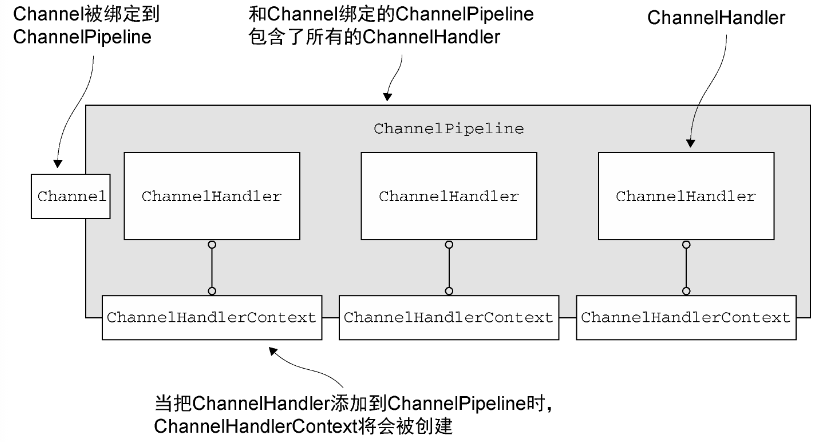 Channel被绑定到
ChannelPipeline
和Channel绑定的ChannelPipeline
包含了所有的ChannelHandler
ChannelHandler
ChannelPipeline
Channel
ChannelHandler
ChannelHandler
ChannelHandler
ChannelHandlerContext
ChannelHandlerContext
ChannelHandlerContext
当把ChannelHandler添加到ChannelPipeline时，
ChannelHandlerContext将会被创建